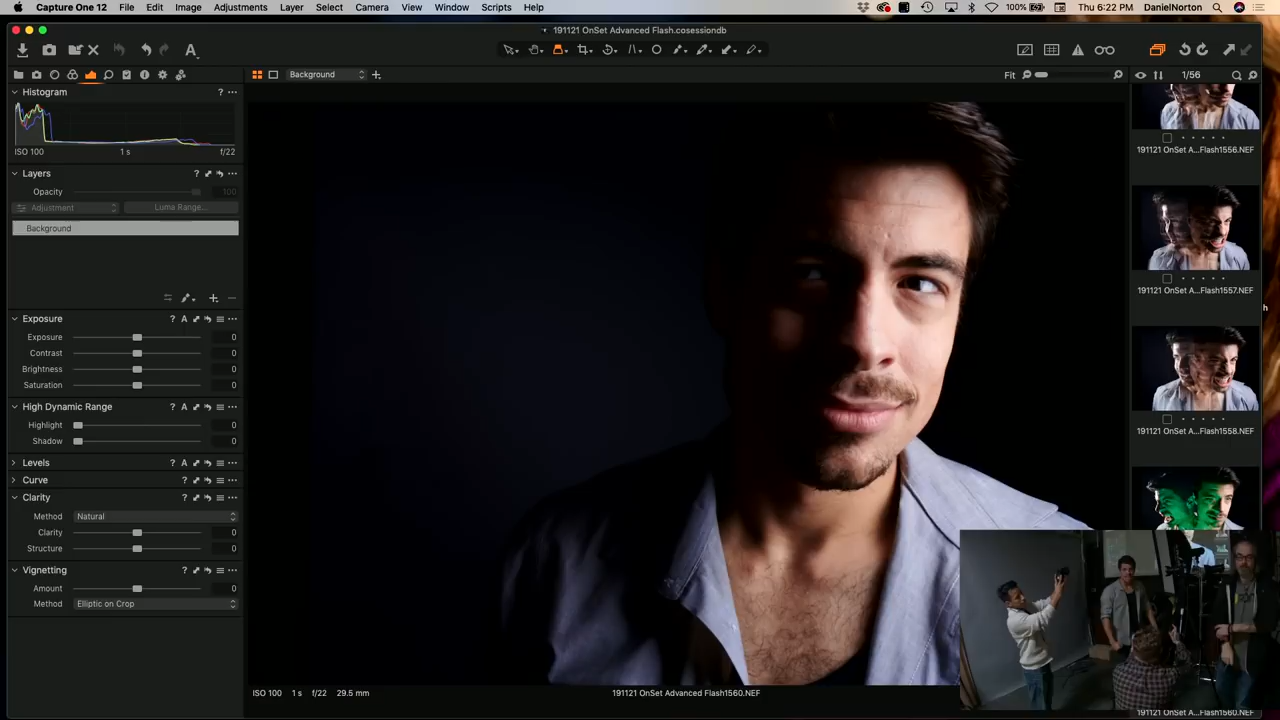 Capture One 12 File Edit Image Adjustments Layer Select Camera View Window Scripts Help 100% Thu 6:22 PM DanielNorton
191121 OnSet Advanced Flash.cosessiondb
Background Fit 1/56
Histogram ?
ISO 100 1 s f/22
Layers ?
Opacity 100
Adjustment Luma Range...
Background
Exposure ? A
Exposure 0
Contrast 0
Brightness 0
Saturation 0
High Dynamic Range ? A
Highlight 0
Shadow 0
Levels ? A
Curve ? A
Clarity ? A
Method Natural
Clarity 0
Structure 0
Vignetting ? A
Amount 0
Method Elliptic on Crop
ISO 100 1 s f/22 29.5 mm 191121 OnSet Advanced Flash1560.NEF
191121 OnSet A...Flash1556.NEF
191121 OnSet A...Flash1557.NEF
191121 OnSet A...Flash1558.NEF
191121 OnSet A...Flash1560.NEF
h